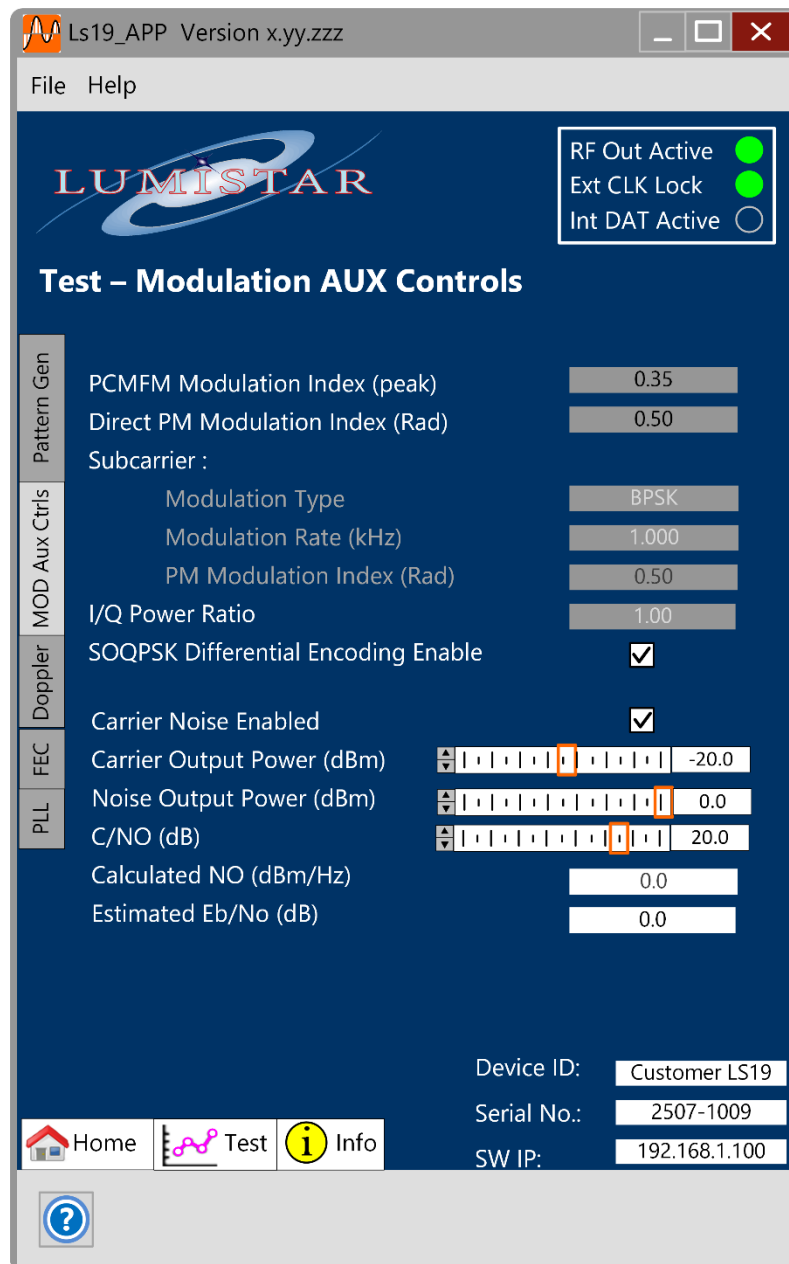 Ls19_APP Version x.yy.zzz
File Help
LUMISTAR
RF Out Active
Ext CLK Lock
Int DAT Active
Test – Modulation AUX Controls
Pattern Gen
MOD Aux Ctrls
Doppler
FEC
PLL
PCMFM Modulation Index (peak) 0.35
Direct PM Modulation Index (Rad) 0.50
Subcarrier :
Modulation Type BPSK
Modulation Rate (kHz) 1.000
PM Modulation Index (Rad) 0.50
I/Q Power Ratio 1.00
SOQPSK Differential Encoding Enable
Carrier Noise Enabled
Carrier Output Power (dBm) -20.0
Noise Output Power (dBm) 0.0
C/NO (dB) 20.0
Calculated NO (dBm/Hz) 0.0
Estimated Eb/No (dB) 0.0
Device ID: Customer LS19
Serial No.: 2507-1009
SW IP: 192.168.1.100
Home Test i Info
?